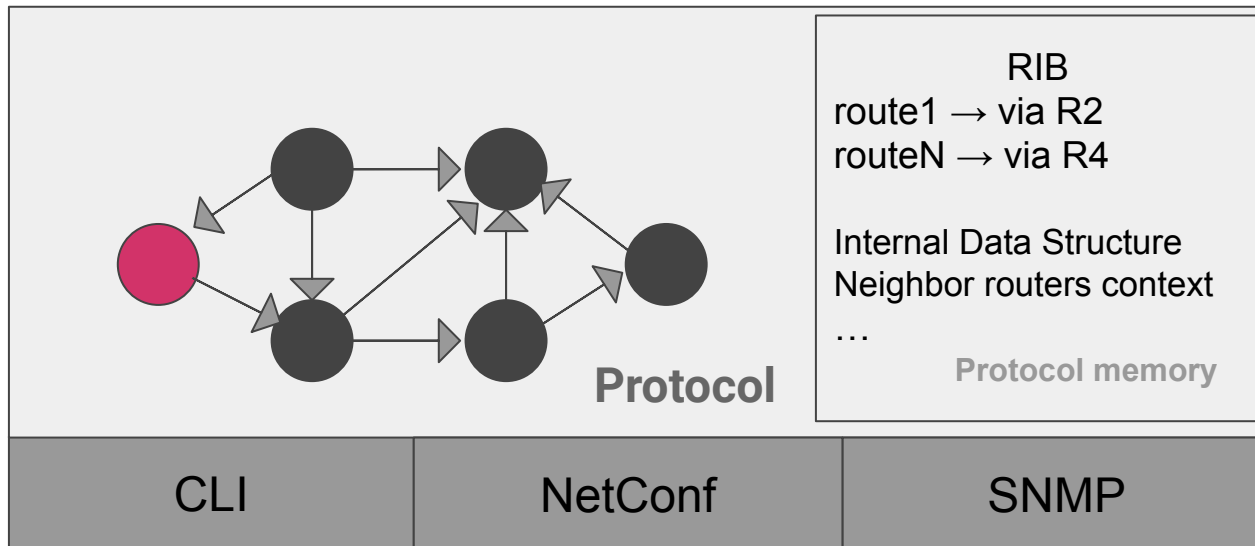 RIB
route1 → via R2
routeN → via R4
Internal Data Structure
Neighbor routers context
…
Protocol memory
Protocol
CLI
NetConf
SNMP